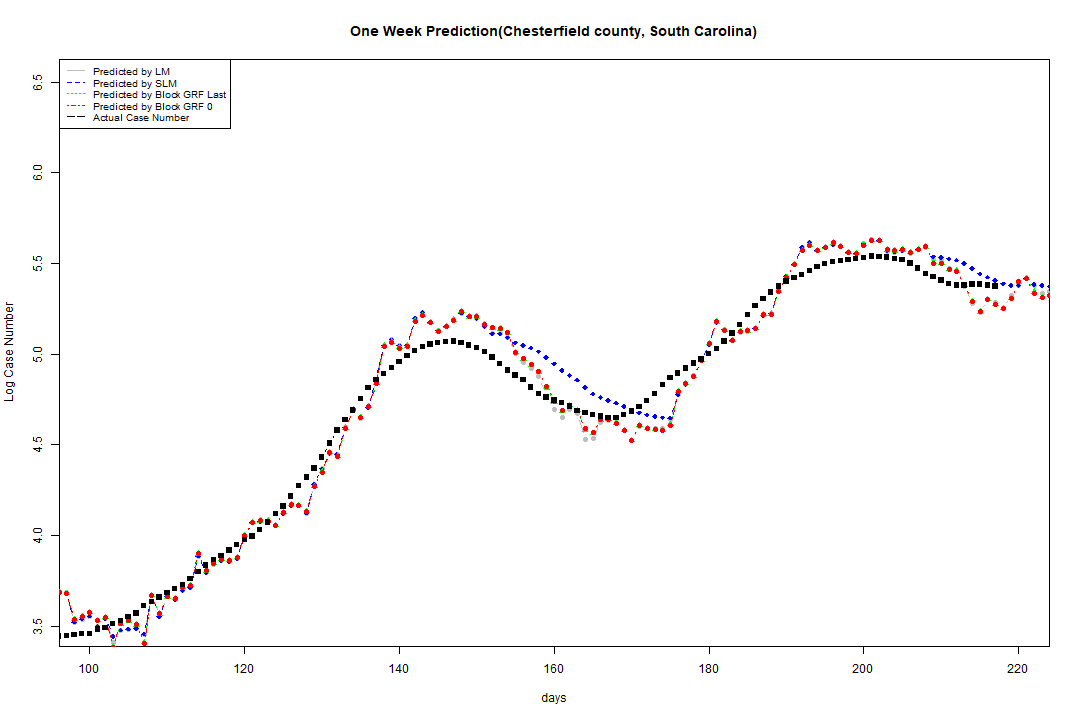 One Week Prediction(Chesterfield county, South Carolina)
Predicted by LM
Predicted by SLM
Predicted by Block GRF Last
Predicted by Block GRF 0
Actual Case Number
6.5
6.0
5.5
5.0
4.5
4.0
3.5
Log Case Number
100 120 140 160 180 200 220
days